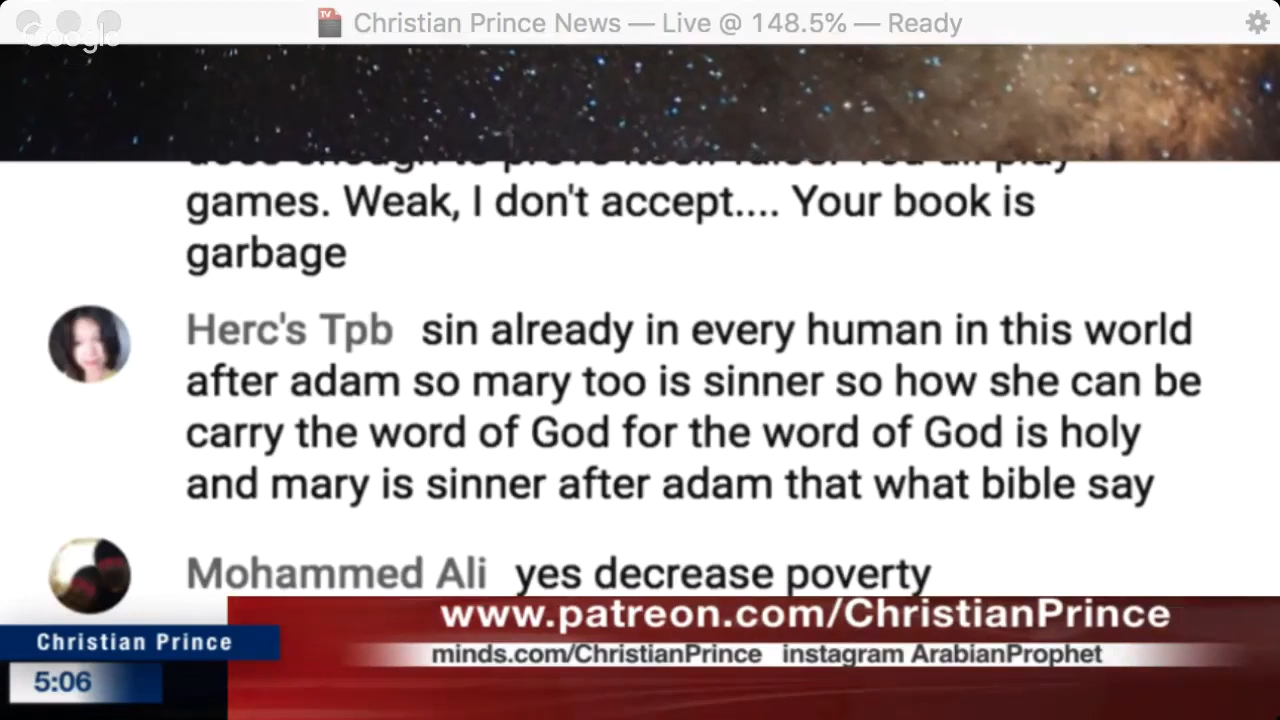 Christian Prince News — Live @ 148.5% — Ready
Google
games. Weak, I don't accept.... Your book is
garbage
Herc's Tpb sin already in every human in this world
after adam so mary too is sinner so how she can be
carry the word of God for the word of God is holy
and mary is sinner after adam that what bible say
Mohammed Ali yes decrease poverty
www.patreon.com/ChristianPrince
Christian Prince
minds.com/ChristianPrince instagram ArabianProphet
5:06